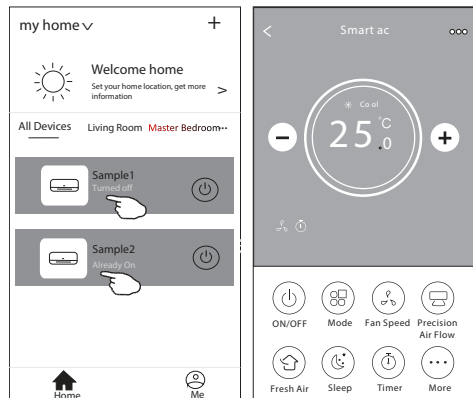 my home
+
Welcome home
Set your home location, get more
information
>
All Devices
Living Room
Master Bedroom··
Sample1
Turned off
Sample2
Already On
Home
Me
<
Smart ac
ooo
Cool
25.0
°C
−
+
ON/OFF
Mode
Fan Speed
Precision
Air Flow
Fresh Air
Sleep
Timer
More